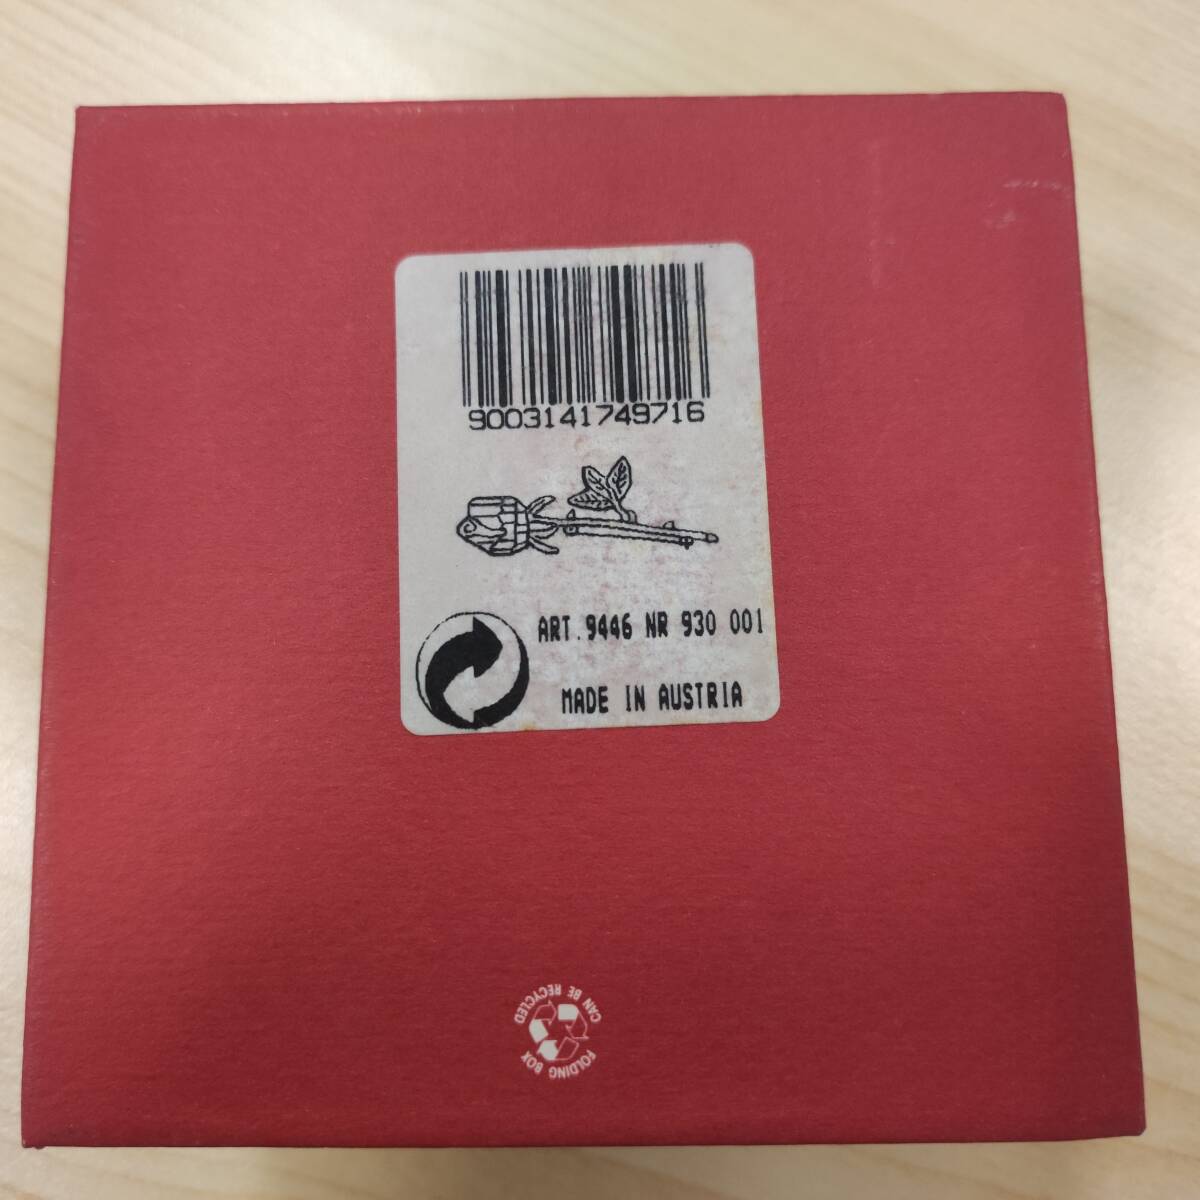 9003141749716
ART.9446 NR 930 001
MADE IN AUSTRIA
CAN BE RECYCLED
FOLDING BOX